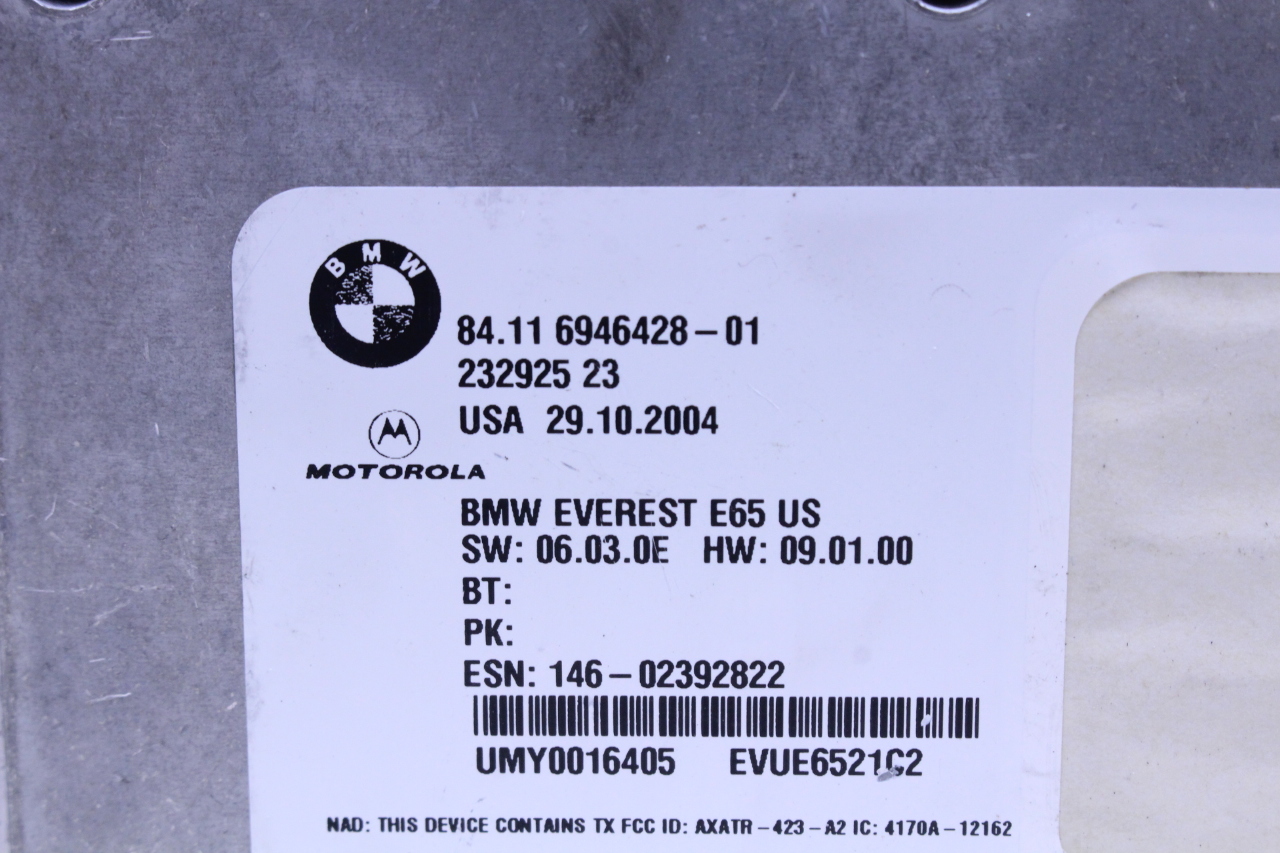 BMW
84.11 6946428-01
232925 23
USA 29.10.2004
MOTOROLA
BMW EVEREST E65 US
SW: 06.03.0E HW: 09.01.00
BT:
PK:
ESN: 146-02392822
UMY0016405
NAD: THIS DEVICE CONTAINS TX FCC ID: AXATR-423-A2 IC: 4170A-12162